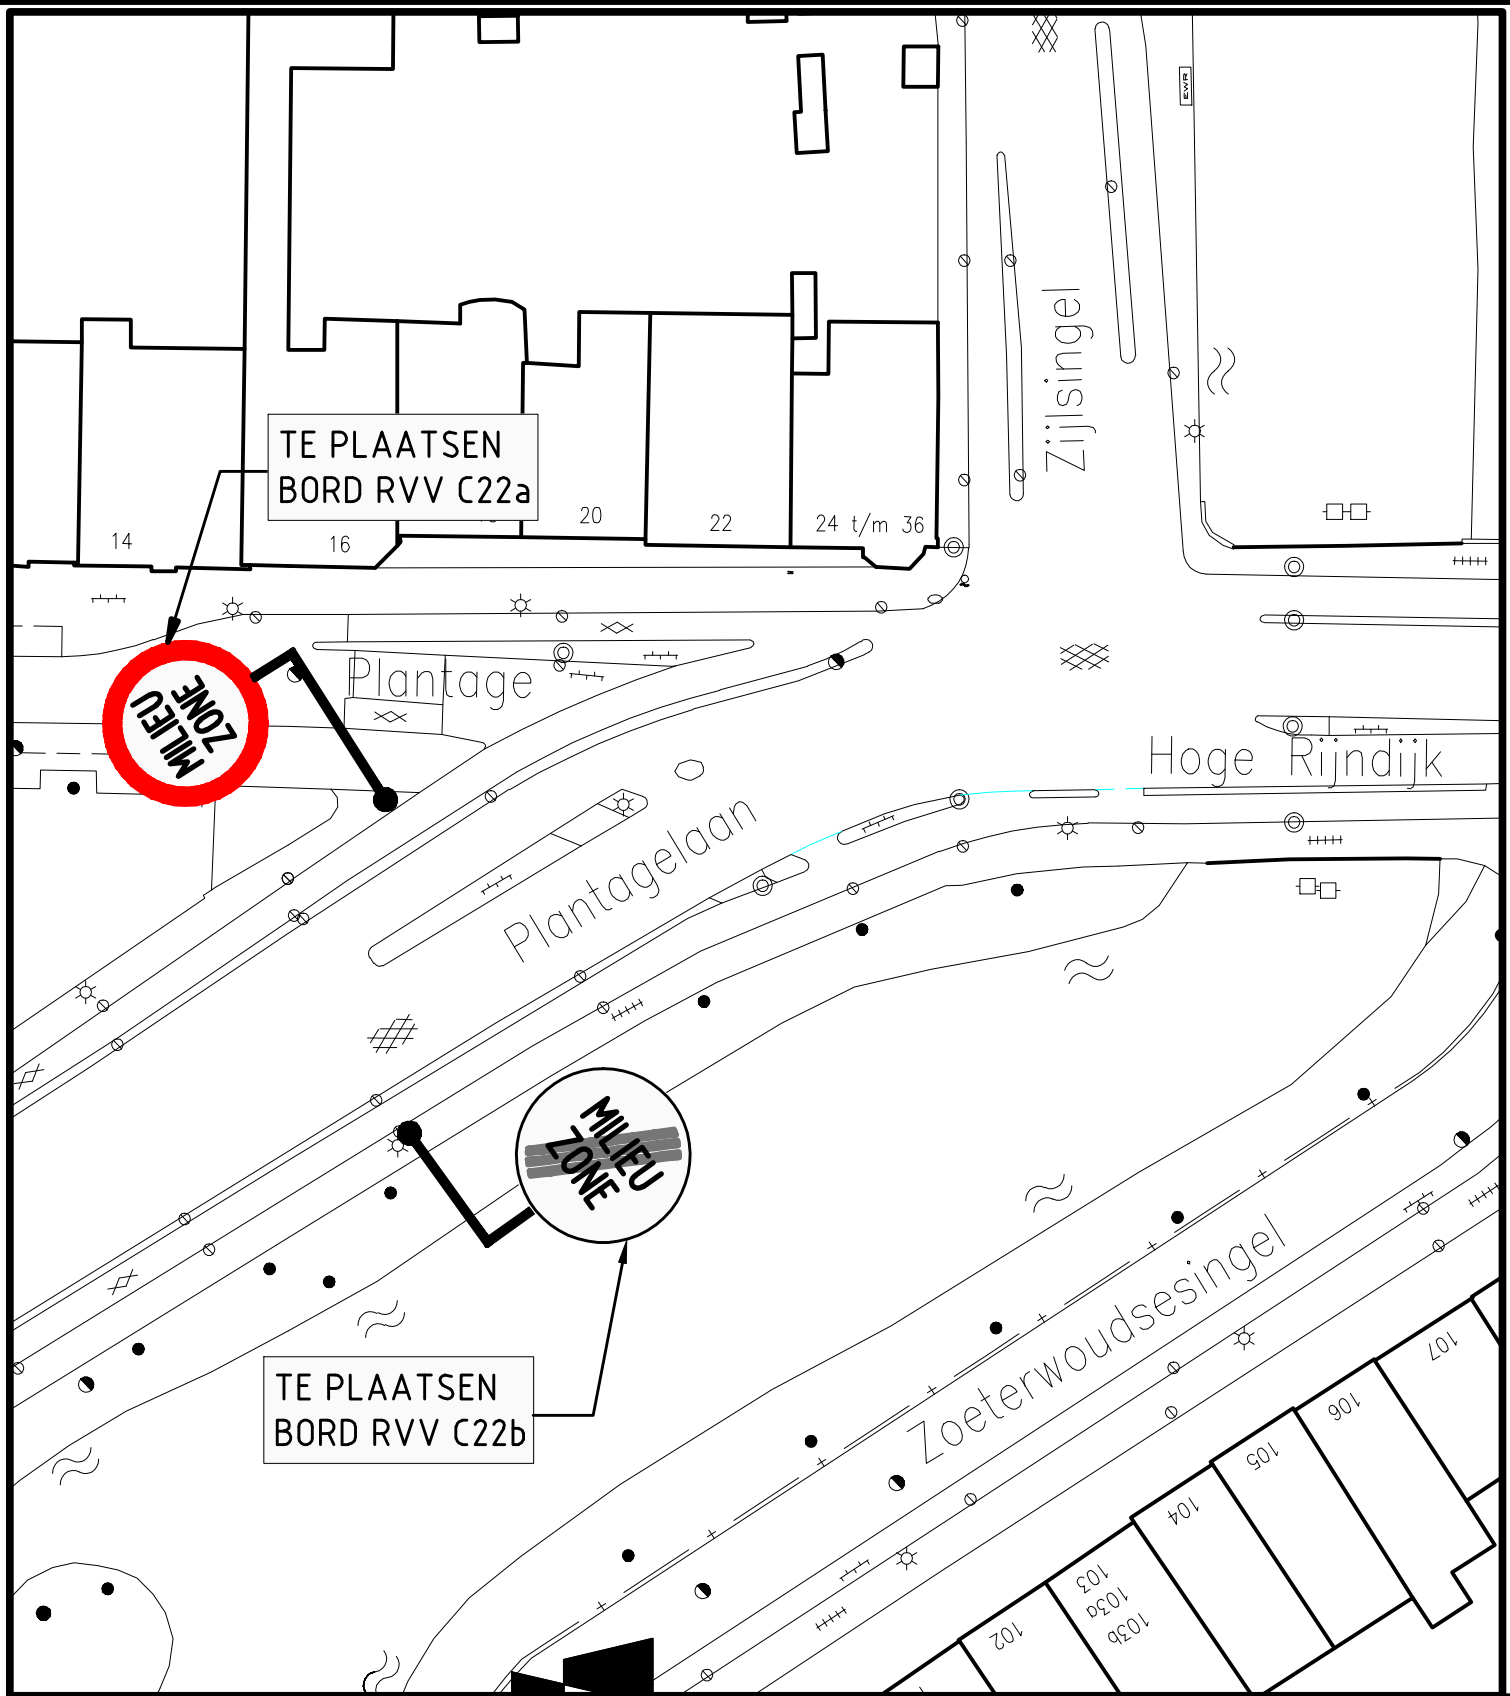 EWR
Zijlsingel
TE PLAATSEN
BORD RVV C22a
14
16
20
22
24 t/m 36
MILIEU
ZONE
Plantage
Hoge Rijndijk
Plantagelaan
MILIEU
ZONE
TE PLAATSEN
BORD RVV C22b
Zoeterwoudsesingel
107
106
105
104
103
103a
103b
102